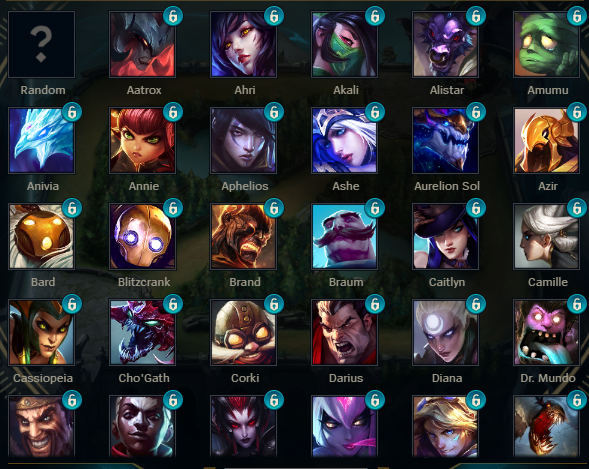 6 6 6 6 6
?
Random Aatrox Ahri Akali Alistar Amumu
6 6 6 6 6 6
Anivia Annie Aphelios Ashe Aurelion Sol Azir
6 6 6 6 6 6
Bard Blitzcrank Brand Braum Caitlyn Camille
6 6 6 6 6 6
Cassiopeia Cho'Gath Corki Darius Diana Dr. Mundo
6 6 6 6 6 6